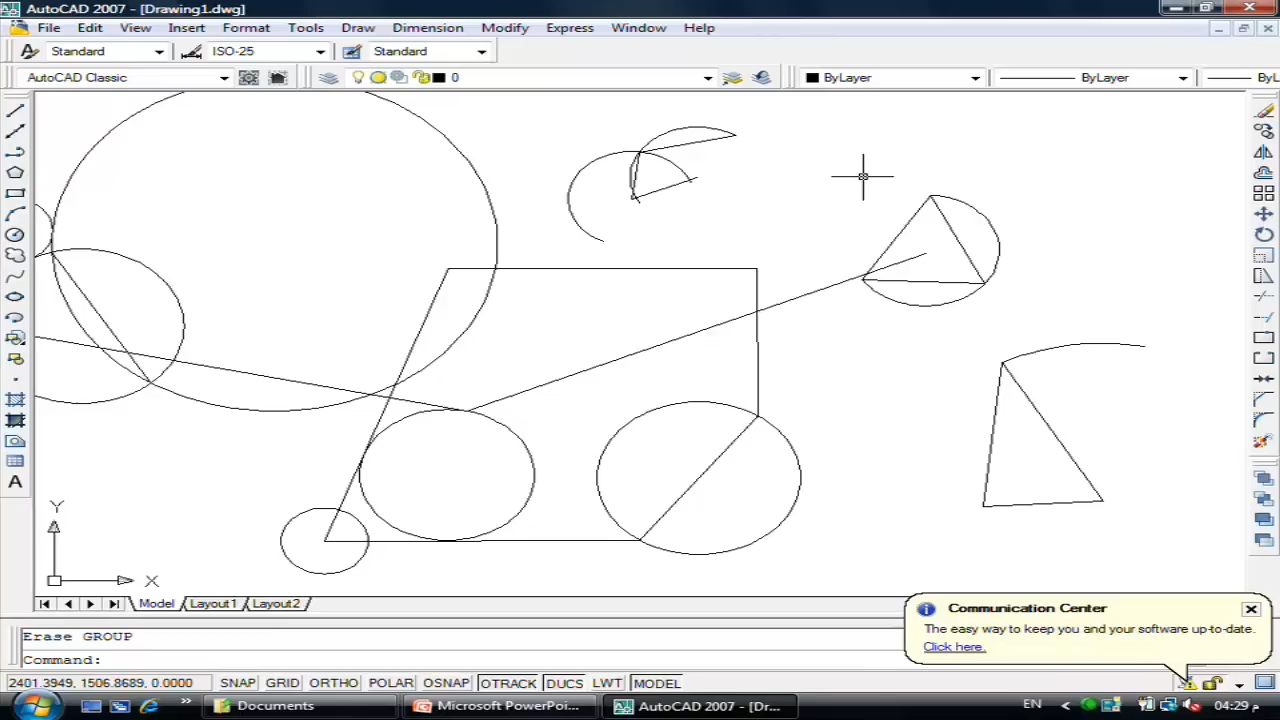 AutoCAD 2007 - [Drawing1.dwg]
File Edit View Insert Format Tools Draw Dimension Modify Express Window Help
Standard ISO-25 Standard
AutoCAD Classic 0 ByLayer ByLayer ByL
Y
X
Model Layout1 Layout2
Erase GROUP
Command:
Communication Center
The easy way to keep you and your software up-to-date.
Click here.
2401.3949, 1506.8689, 0.0000 SNAP GRID ORTHO POLAR OSNAP OTRACK DUCS LWT MODEL
Documents Microsoft PowerPoi... AutoCAD 2007 - [Dr... EN 04:29 م